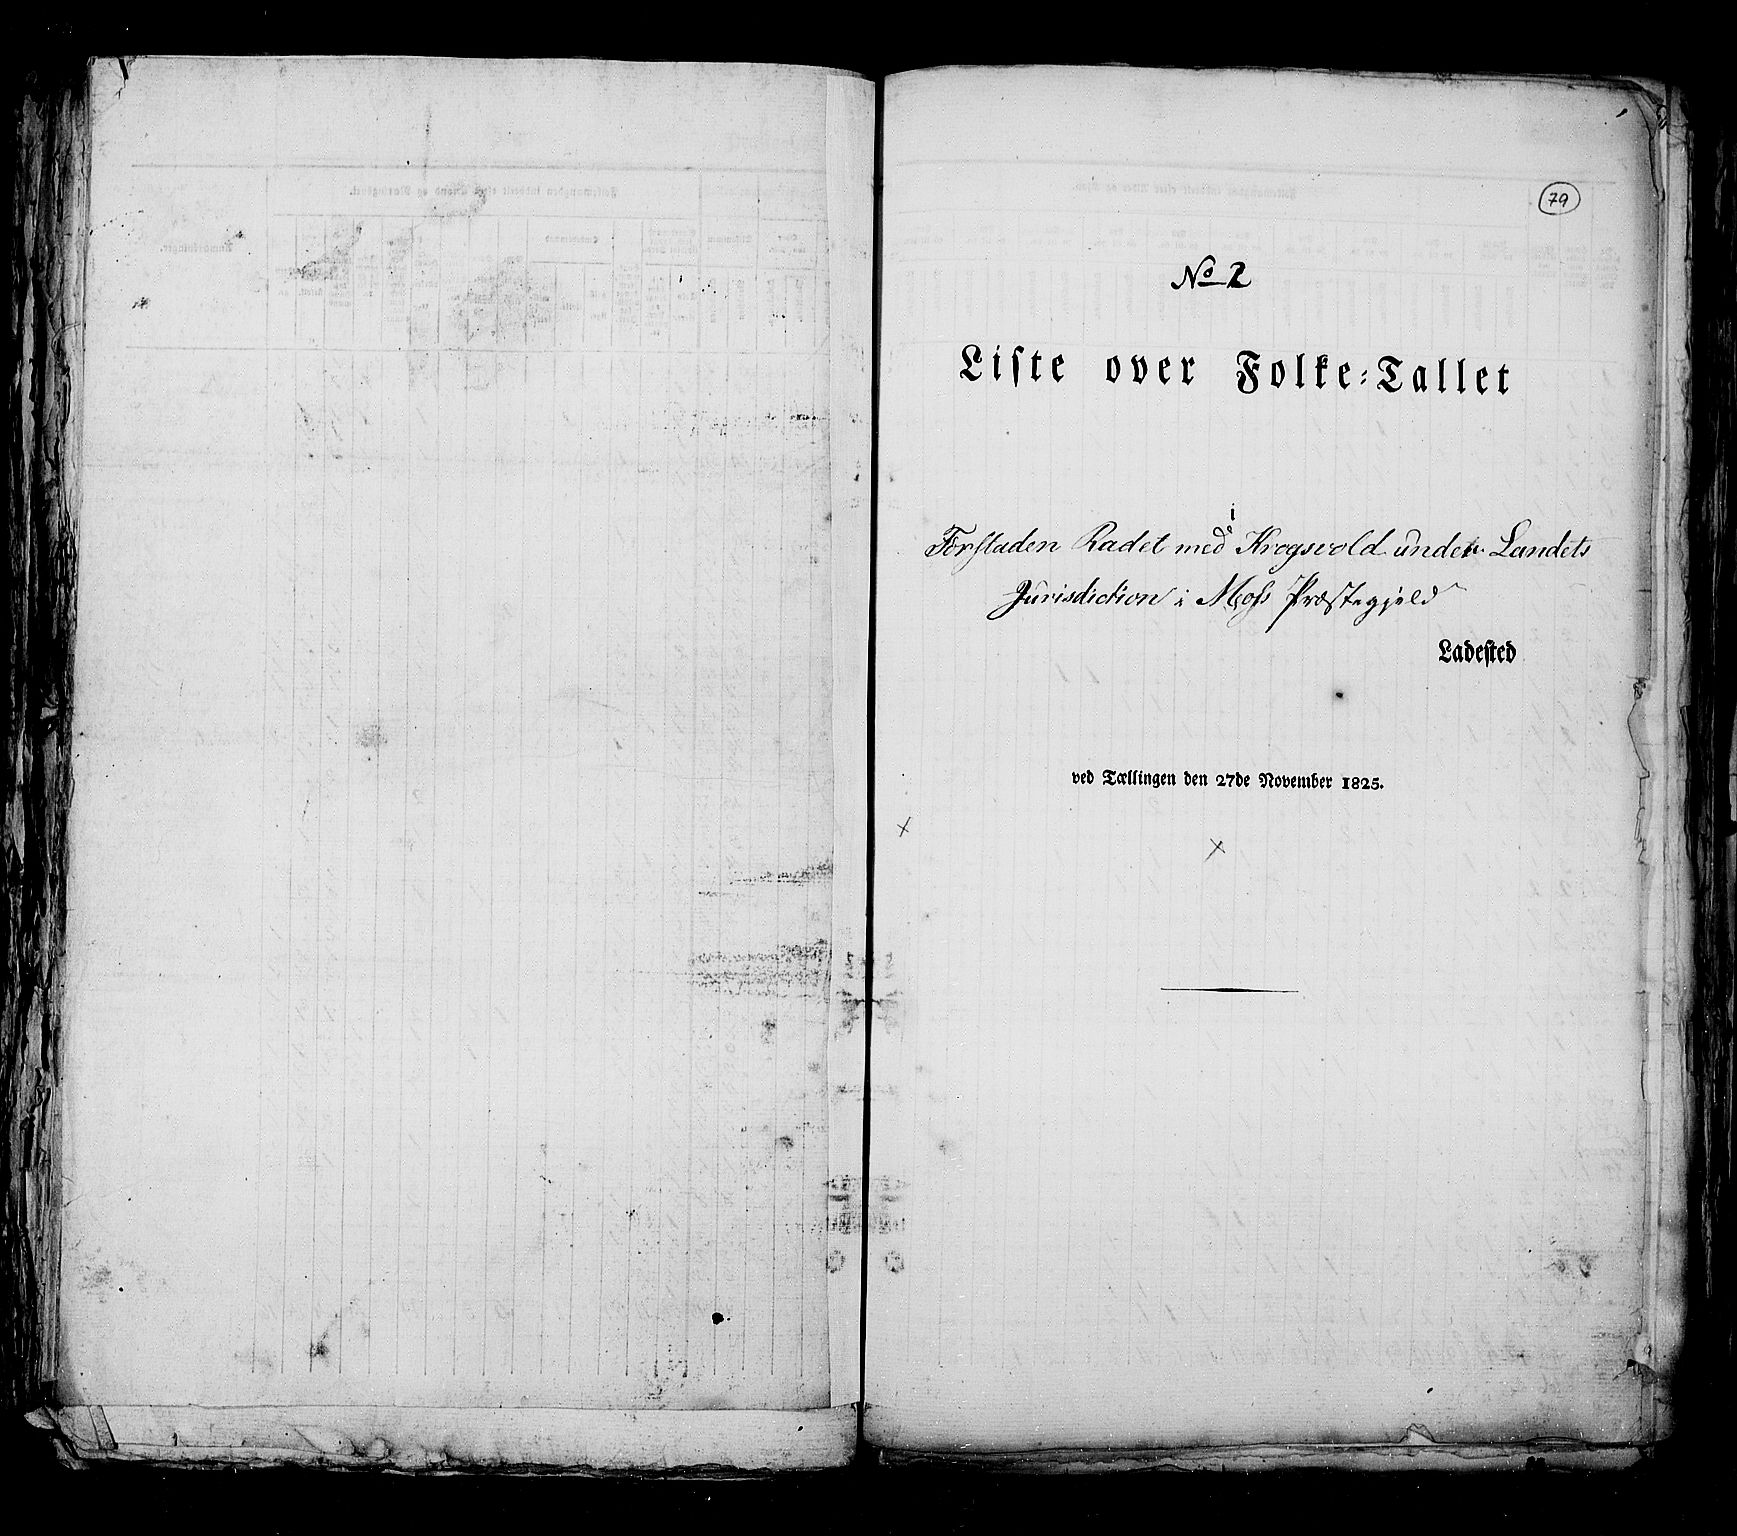 79
No 2
Liste over Folke-Tallet
i
Forstaden Radet med Krogsvold under Landets
Jurisdiction i Moss Præstegjeld
Ladested
ved Tællingen den 27de November 1825.